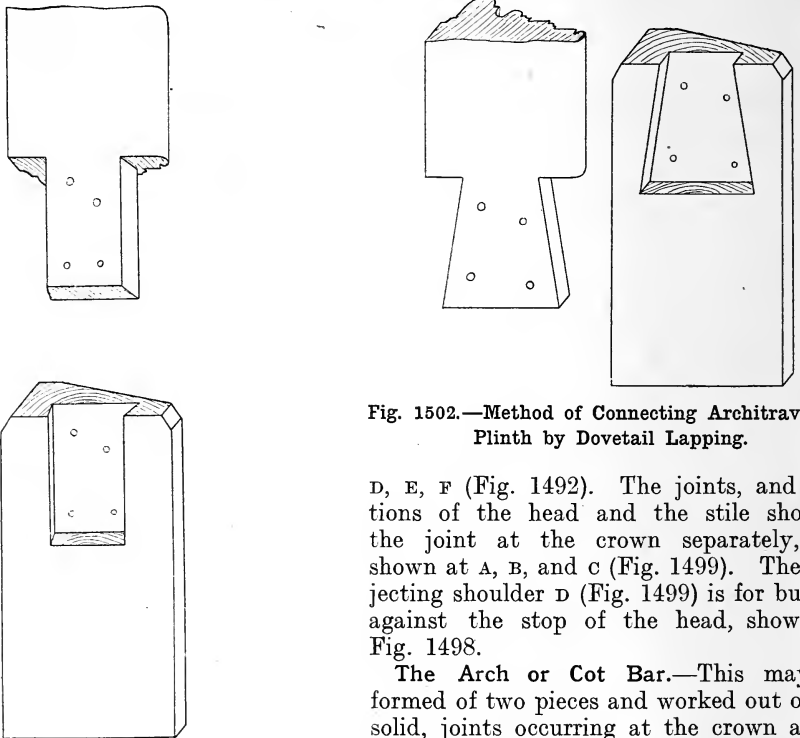 Fig. 1502.—Method of Connecting Architrav
Plinth by Dovetail Lapping.
D, E, F (Fig. 1492). The joints, and
tions of the head and the stile sho
the joint at the crown separately,
shown at A, B, and C (Fig. 1499). The
jecting shoulder D (Fig. 1499) is for bu
against the stop of the head, show
Fig. 1498.
The Arch or Cot Bar.—This may
formed of two pieces and worked out o
solid, joints occurring at the crown a